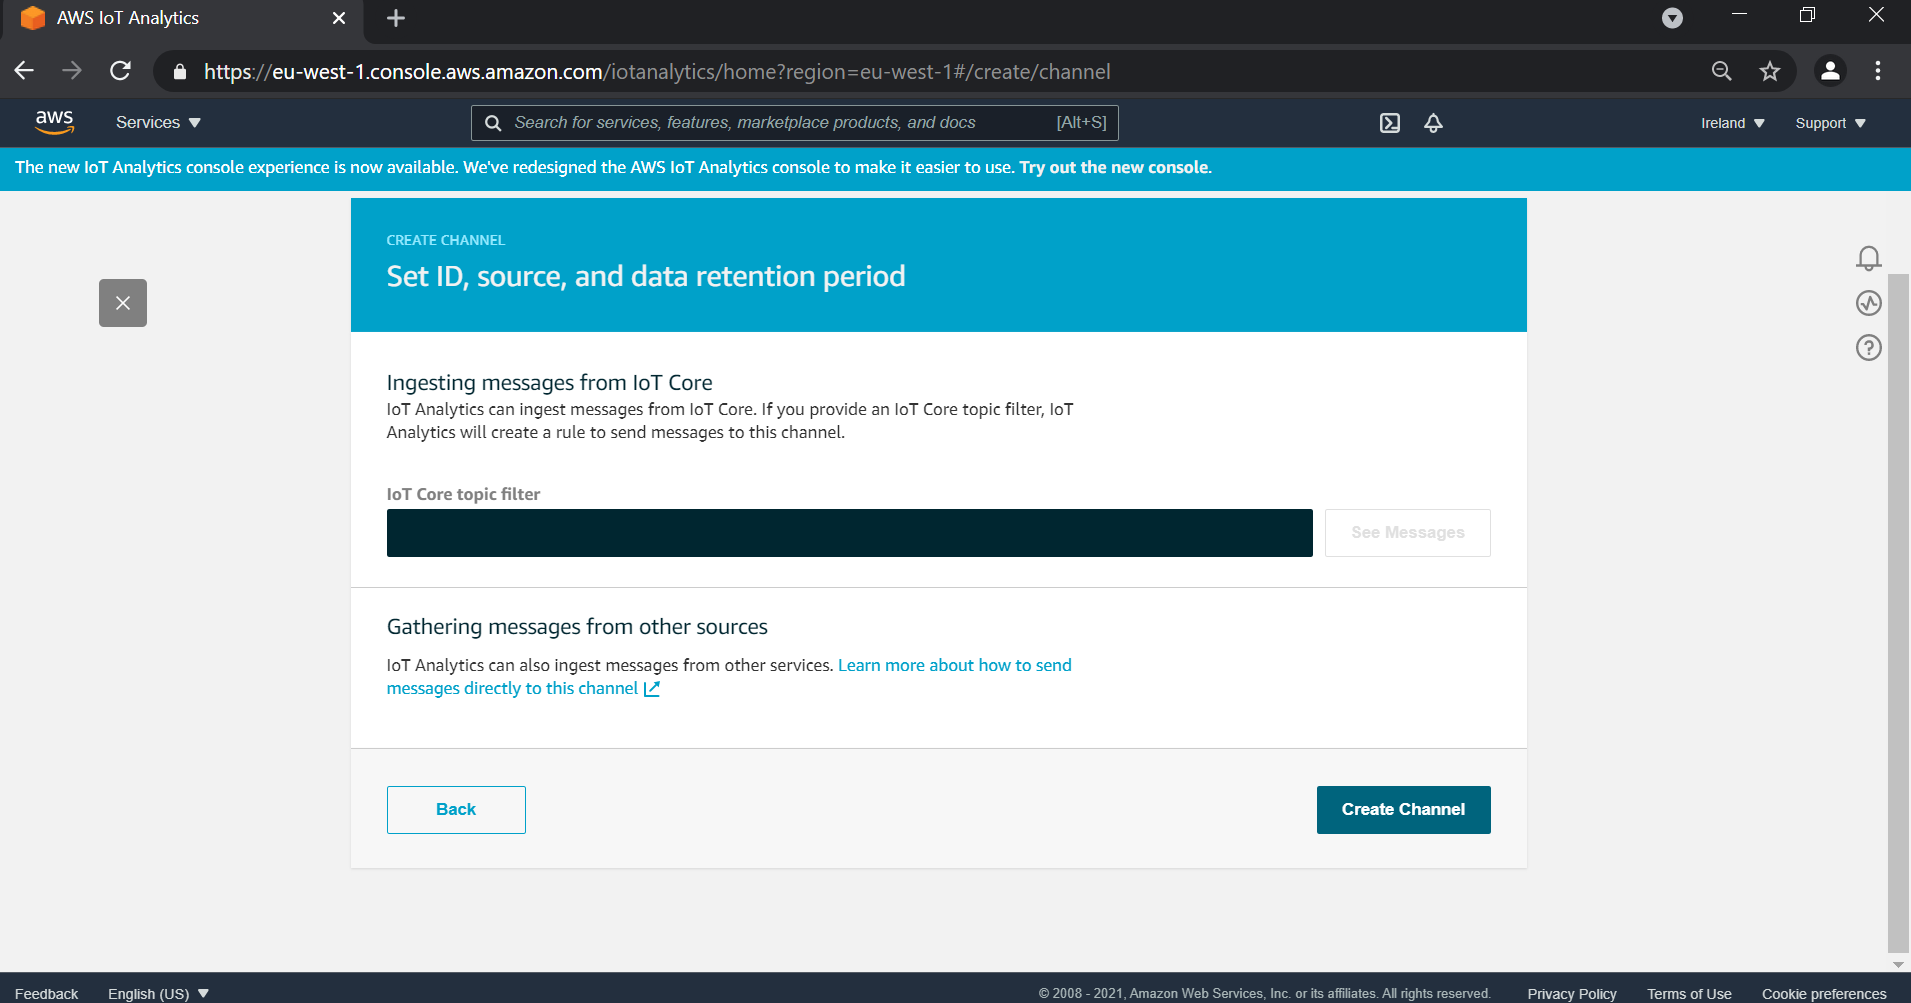 AWS IoT Analytics
https://eu-west-1.console.aws.amazon.com/iotanalytics/home?region=eu-west-1#/create/channel
aws
Services
Search for services, features, marketplace products, and docs
[Alt+S]
Ireland
Support
The new IoT Analytics console experience is now available. We've redesigned the AWS IoT Analytics console to make it easier to use. Try out the new console.
CREATE CHANNEL
Set ID, source, and data retention period
Ingesting messages from IoT Core
IoT Analytics can ingest messages from IoT Core. If you provide an IoT Core topic filter, IoT
Analytics will create a rule to send messages to this channel.
IoT Core topic filter
See Messages
Gathering messages from other sources
IoT Analytics can also ingest messages from other services. Learn more about how to send
messages directly to this channel
Back
Create Channel
Feedback
English (US)
© 2008 - 2021, Amazon Web Services, Inc. or its affiliates. All rights reserved.
Privacy Policy
Terms of Use
Cookie preferences